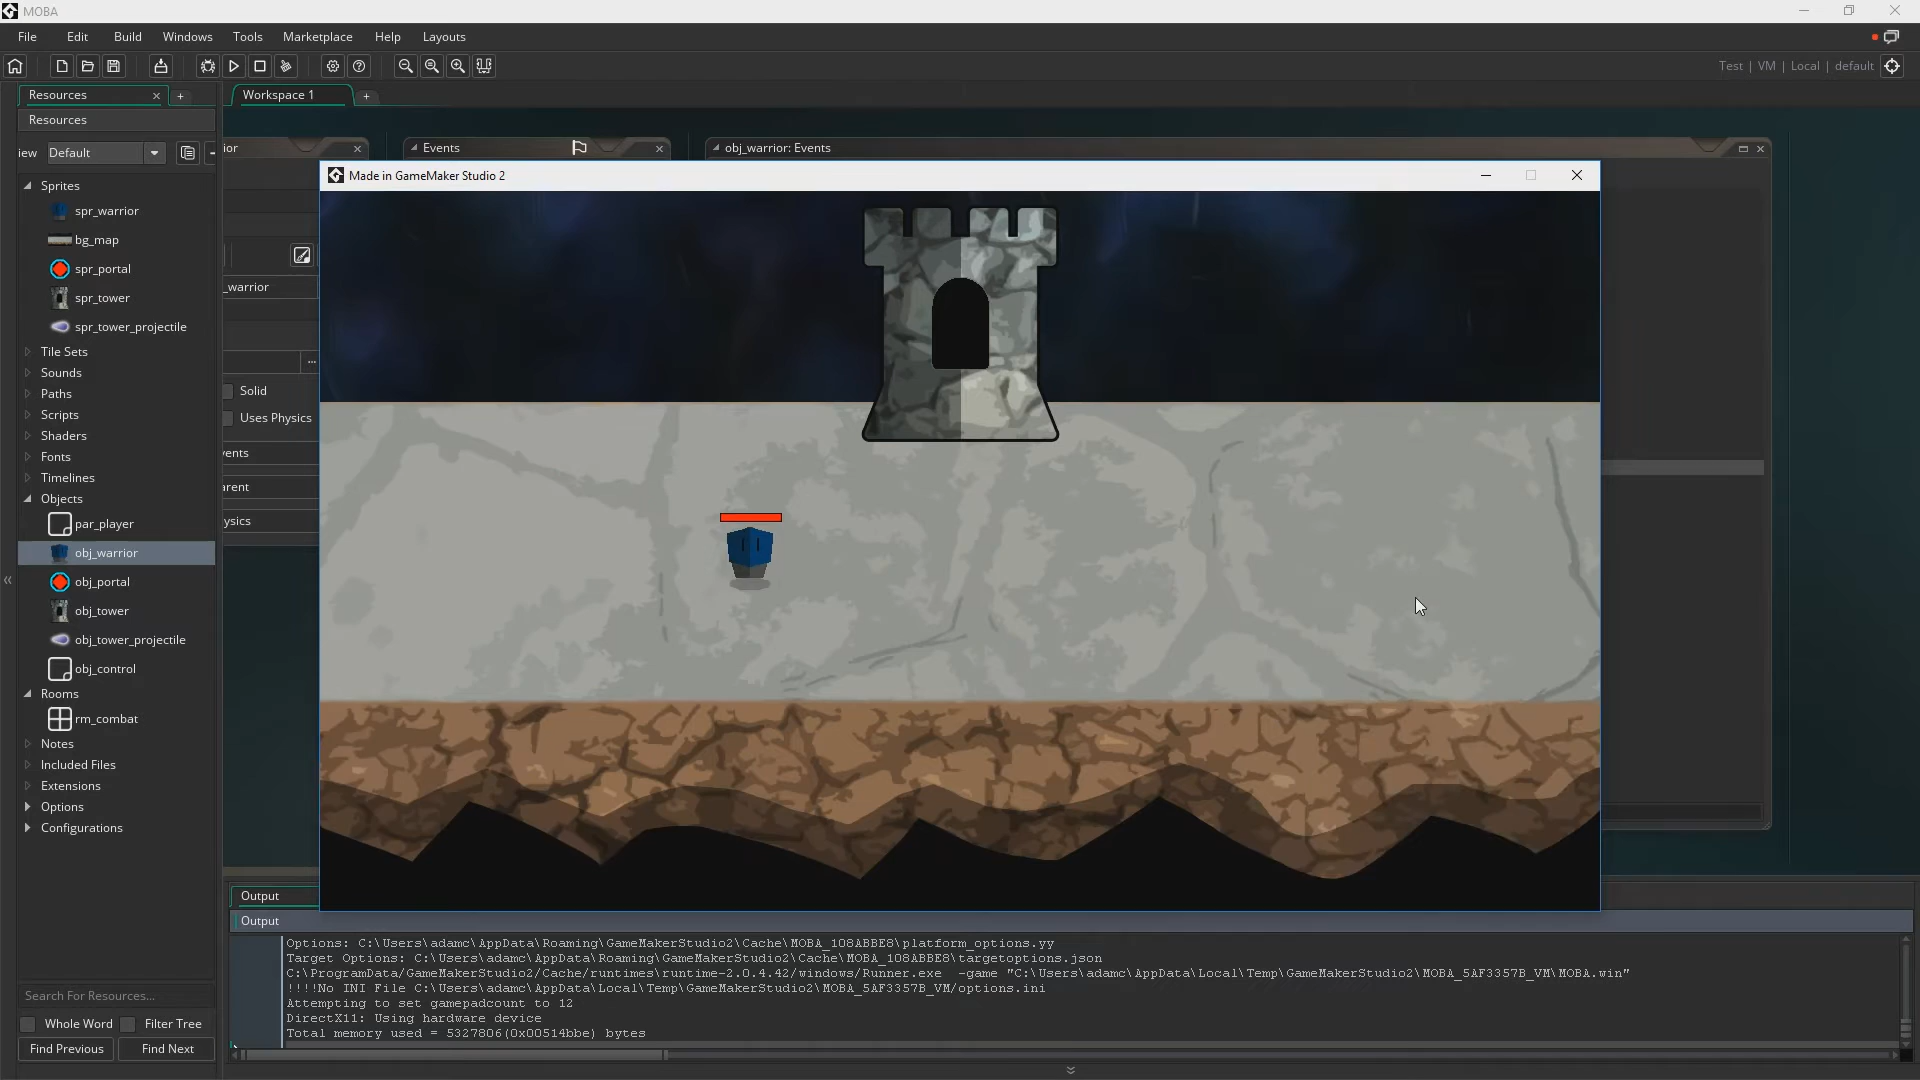 MOBA
File Edit Build Windows Tools Marketplace Help Layouts
Test | VM | Local | default
Resources
Workspace 1
Resources
iew Default
ior
Events
obj_warrior: Events
Made in GameMaker Studio 2
Sprites
spr_warrior
bg_map
spr_portal
spr_tower
spr_tower_projectile
Tile Sets
Sounds
Paths
Scripts
Shaders
Fonts
Timelines
Objects
par_player
obj_warrior
obj_portal
obj_tower
obj_tower_projectile
obj_control
Rooms
rm_combat
Notes
Included Files
Extensions
Options
Configurations
_warrior
Solid
Uses Physics
vents
arent
ysics
Search For Resources...
Whole Word Filter Tree
Find Previous Find Next
Output
Output
Options: C:\Users\adamc\AppData\Roaming\GameMakerStudio2\Cache\MOBA_108ABBE8\platform_options.yy
Target Options: C:\Users\adamc\AppData\Roaming\GameMakerStudio2\Cache\MOBA_108ABBE8\targetoptions.json
C:\ProgramData/GameMakerStudio2/Cache/runtimes\runtime-2.0.4.42/windows/Runner.exe -game "C:\Users\adamc\AppData\Local\Temp\GameMakerStudio2\MOBA_5AF3357B_VM\MOBA.win"
!!!!No INI File C:\Users\adamc\AppData\Local\Temp\GameMakerStudio2\MOBA_5AF3357B_VM/options.ini
Attempting to set gamepadcount to 12
DirectX11: Using hardware device
Total memory used = 5327806(0x00514bbe) bytes